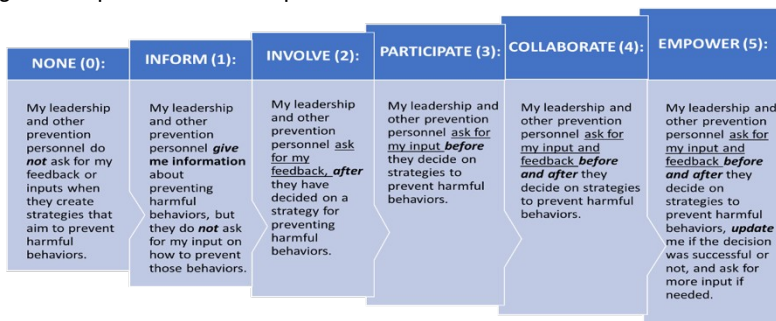 NONE (0):
My leadership
and other
prevention
personnel do
not ask for my
feedback or
inputs when
they create
strategies that
aim to prevent
harmful
behaviors.
INFORM (1):
My leadership
and other
prevention
personnel give
me information
about
preventing
harmful
behaviors, but
they do not ask
for my input on
how to prevent
those behaviors.
INVOLVE (2):
My leadership
and other
prevention
personnel ask
for my
feedback, after
they have
decided on a
strategy for
preventing
harmful
behaviors.
PARTICIPATE (3):
My leadership and
other prevention
personnel ask for
my input before
they decide on
strategies to
prevent harmful
behaviors.
COLLABORATE (4):
My leadership and
other prevention
personnel ask for
my input and
feedback before
and after they
decide on strategies
to prevent harmful
behaviors.
EMPOWER (5):
My leadership and
other prevention
personnel ask for
my input and
feedback before
and after they
decide on
strategies to
prevent harmful
behaviors, update
me if the decision
was successful or
not, and ask for
more input if
needed.